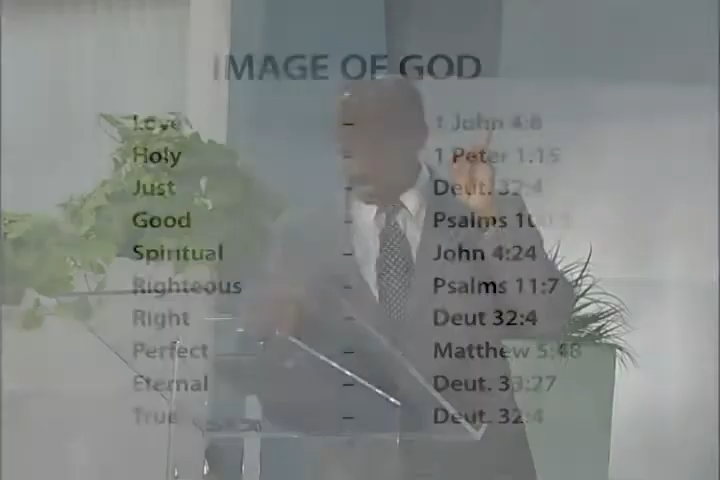 IMAGE OF GOD
Love - 1 John 4:8
Holy - 1 Peter 1:15
Just - Deut. 32:4
Good - Psalms
Spiritual - John 4:24
Righteous - Psalms 11:7
Right - Deut 32:4
Perfect - Matthew 5:48
Eternal - Deut. 33:27
True - Deut. 32:4